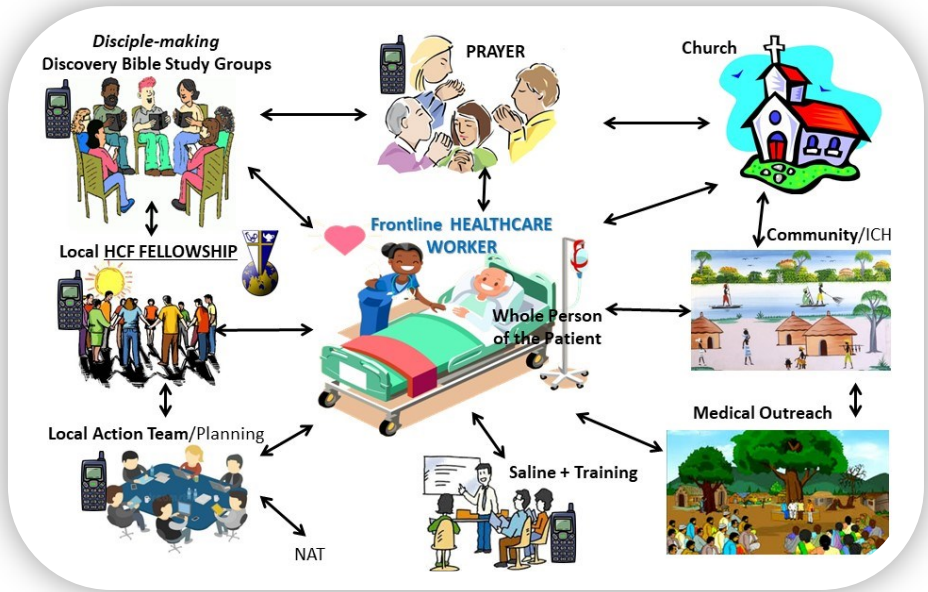 Disciple-making
Discovery Bible Study Groups
PRAYER
Church
Frontline HEALTHCARE
WORKER
Local HCF FELLOWSHIP
Community/ICH
Whole Person
of the Patient
Local Action Team/Planning
Medical Outreach
Saline + Training
NAT